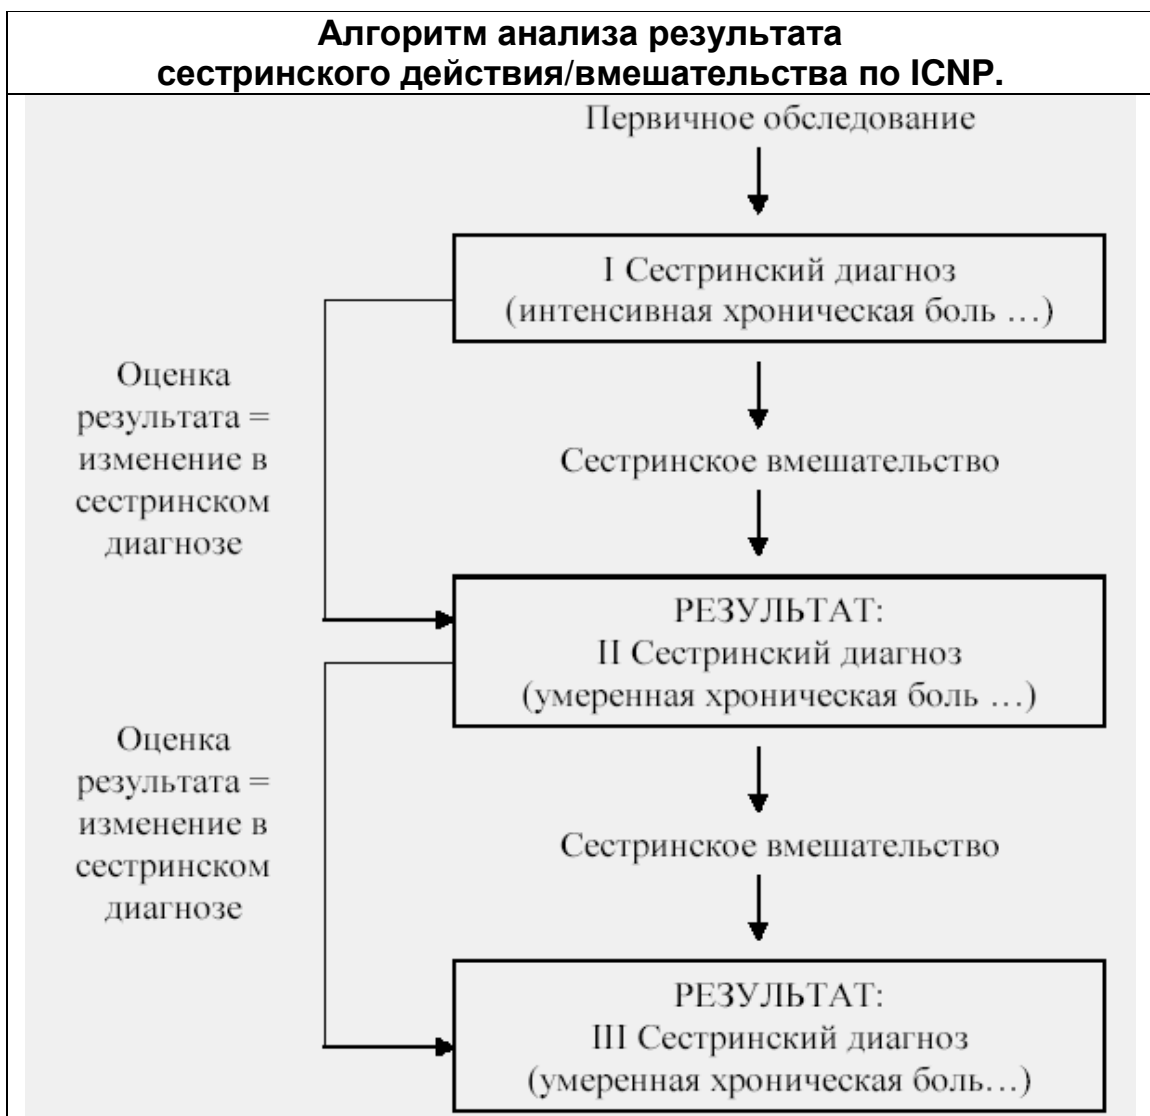 Алгоритм анализа результата
сестринского действия/вмешательства по ICNP.
Первичное обследование
I Сестринский диагноз
(интенсивная хроническая боль …)
Оценка
результата =
изменение в
сестринском
диагнозе
Сестринское вмешательство
РЕЗУЛЬТАТ:
II Сестринский диагноз
(умеренная хроническая боль …)
Оценка
результата =
изменение в
сестринском
диагнозе
Сестринское вмешательство
РЕЗУЛЬТАТ:
III Сестринский диагноз
(умеренная хроническая боль…)